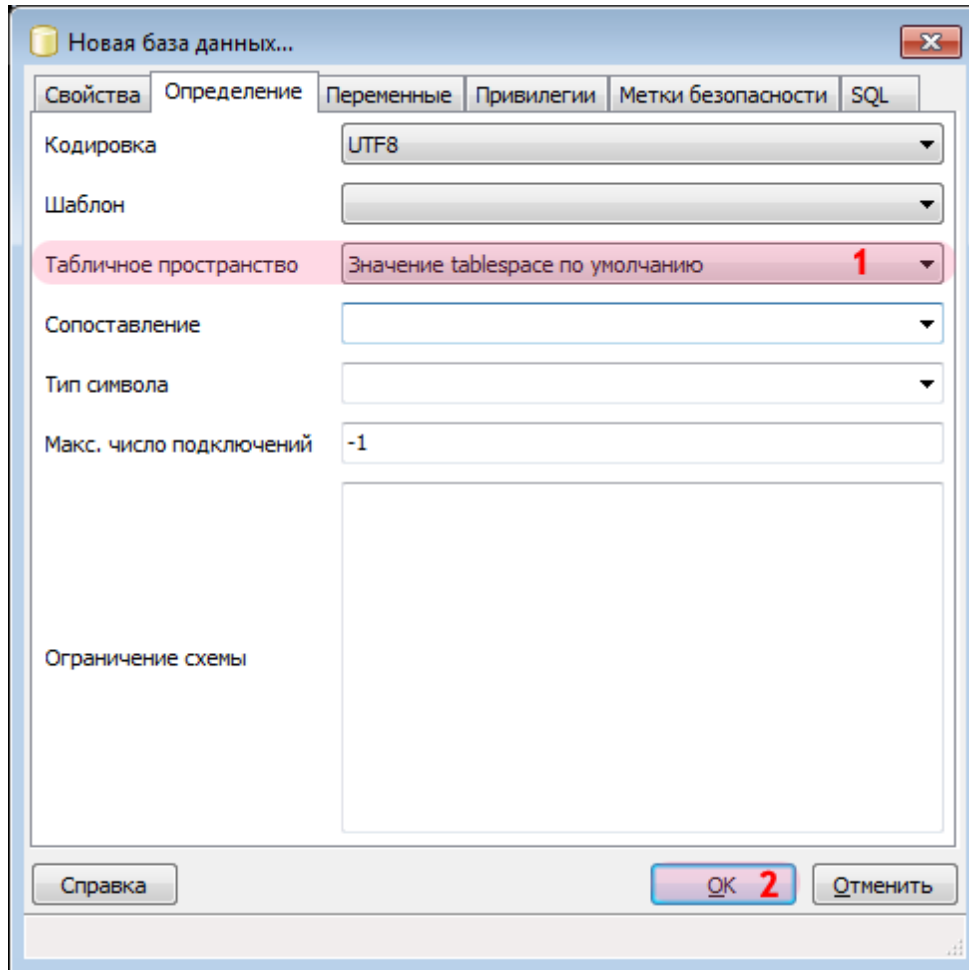 Новая база данных...
Свойства Определение Переменные Привилегии Метки безопасности SQL
Кодировка UTF8
Шаблон
Табличное пространство Значение tablespace по умолчанию 1
Сопоставление
Тип символа
Макс. число подключений -1
Ограничение схемы
Справка OK 2 Отменить